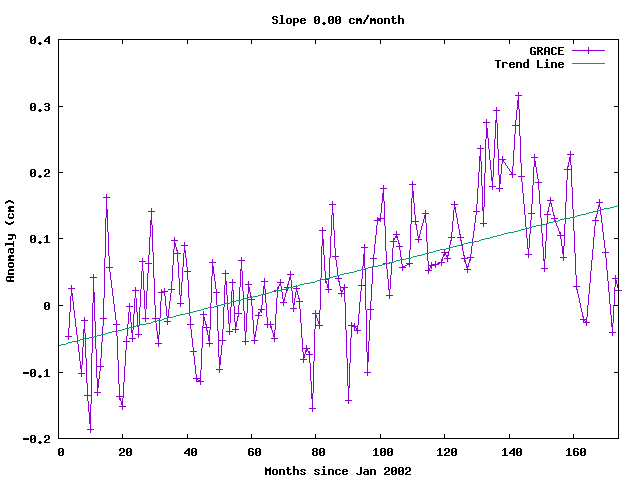 Slope 0.00 cm/month
GRACE
Trend Line
0.4
0.3
0.2
0.1
0
-0.1
-0.2
Anomaly (cm)
0 20 40 60 80 100 120 140 160
Months since Jan 2002